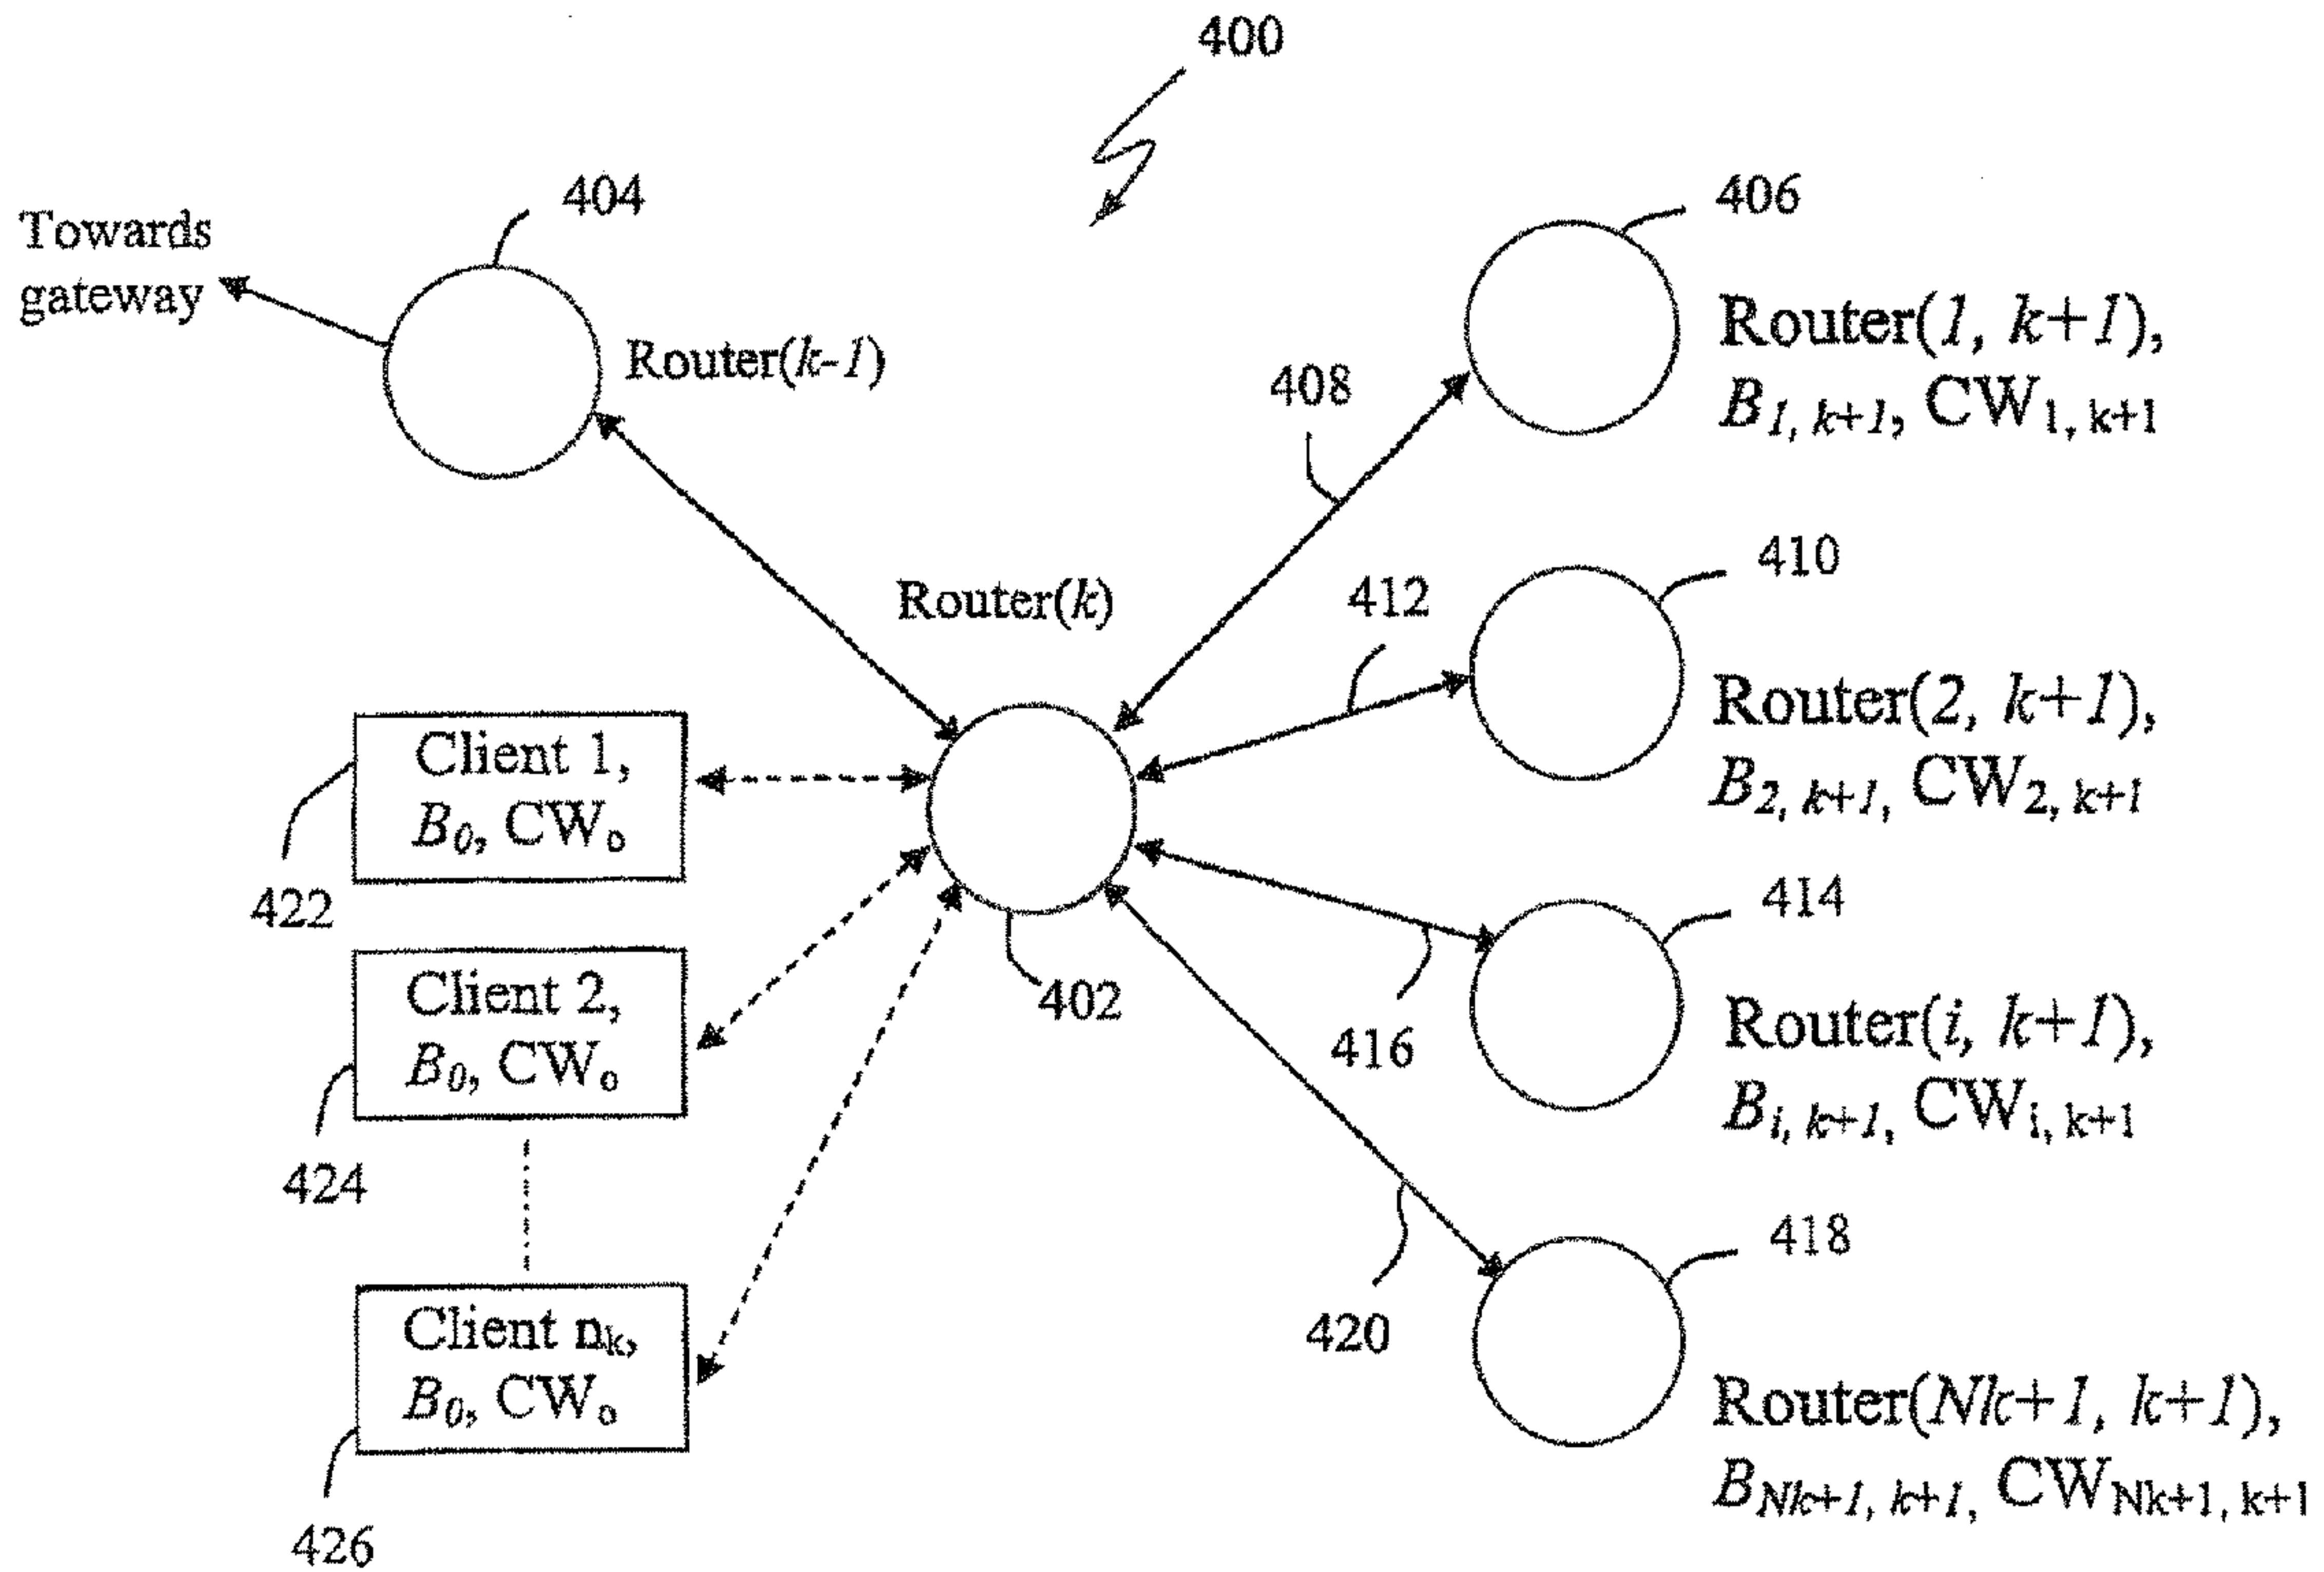 400
404
Towards
gateway
Router(k-1)
406
Router(1, k+1),
B1, k+1, CW1, k+1
408
Router(k)
412
410
Router(2, k+1),
B2, k+1, CW2, k+1
Client 1,
B0, CWo
422
402
416
414
Router(i, k+1),
Bi, k+1, CWi, k+1
Client 2,
B0, CWo
424
420
418
Router(Nk+1, k+1),
BNk+1, k+1, CWNk+1, k+1
Client nk,
B0, CWo
426